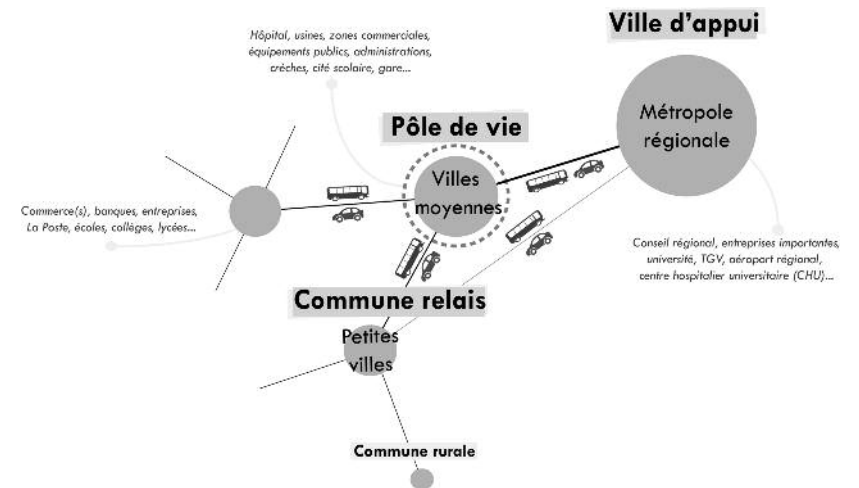 Ville d'appui
Hôpital, usines, zones commerciales,
équipements publics, administrations,
crèches, cité scolaire, gare...
Métropole
régionale
Pôle de vie
Villes
moyennes
Commerce(s), banques, entreprises,
La Poste, écoles, collèges, lycées...
Conseil régional, entreprises importantes,
université, TGV, aéroport régional,
centre hospitalier universitaire (CHU)...
Commune relais
Petites
villes
Commune rurale